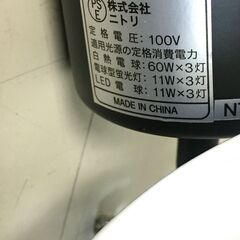 PS
E
株式会社
ニトリ
定格電圧:100V
適用光源の定格消費電力
白熱電球:60W×3灯
電球型蛍光灯:11W×3灯
LED電球:11W×3灯
MADE IN CHINA